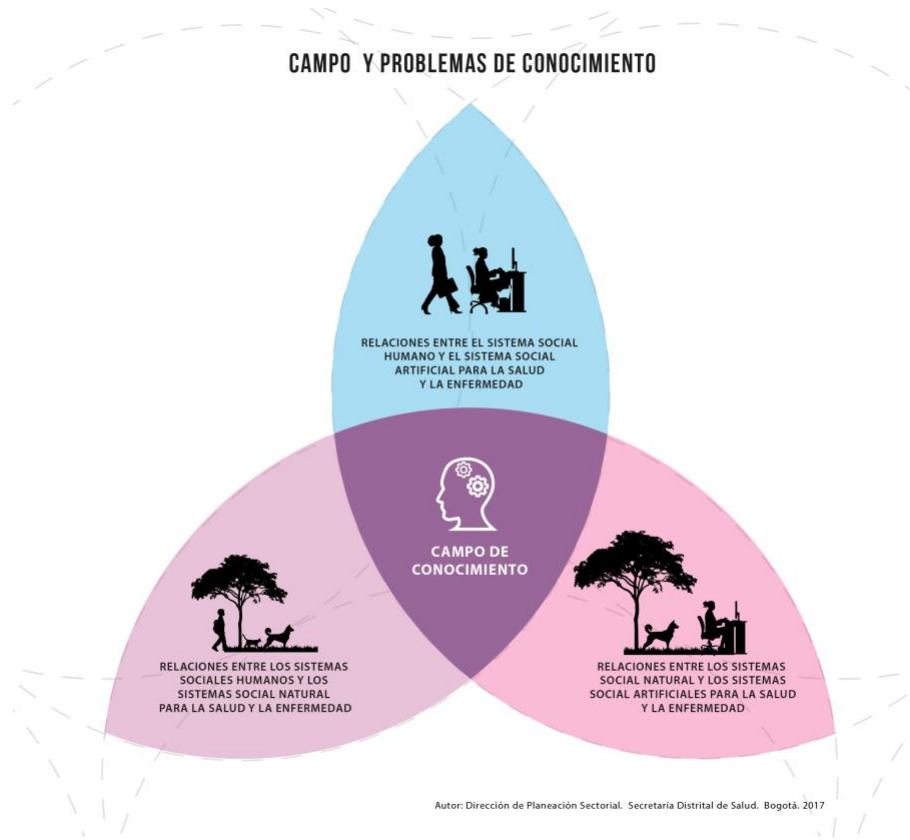 CAMPO Y PROBLEMAS DE CONOCIMIENTO
RELACIONES ENTRE EL SISTEMA SOCIAL
HUMANO Y EL SISTEMA SOCIAL
ARTIFICIAL PARA LA SALUD
Y LA ENFERMEDAD
CAMPO DE
CONOCIMIENTO
RELACIONES ENTRE LOS SISTEMAS
SOCIALES HUMANOS Y LOS
SISTEMAS SOCIAL NATURAL
PARA LA SALUD Y LA ENFERMEDAD
RELACIONES ENTRE LOS SISTEMAS
SOCIAL NATURAL Y LOS SISTEMAS
SOCIAL ARTIFICIALES PARA LA SALUD
Y LA ENFERMEDAD
Autor: Dirección de Planeación Sectorial. Secretaría Distrital de Salud. Bogotá. 2017